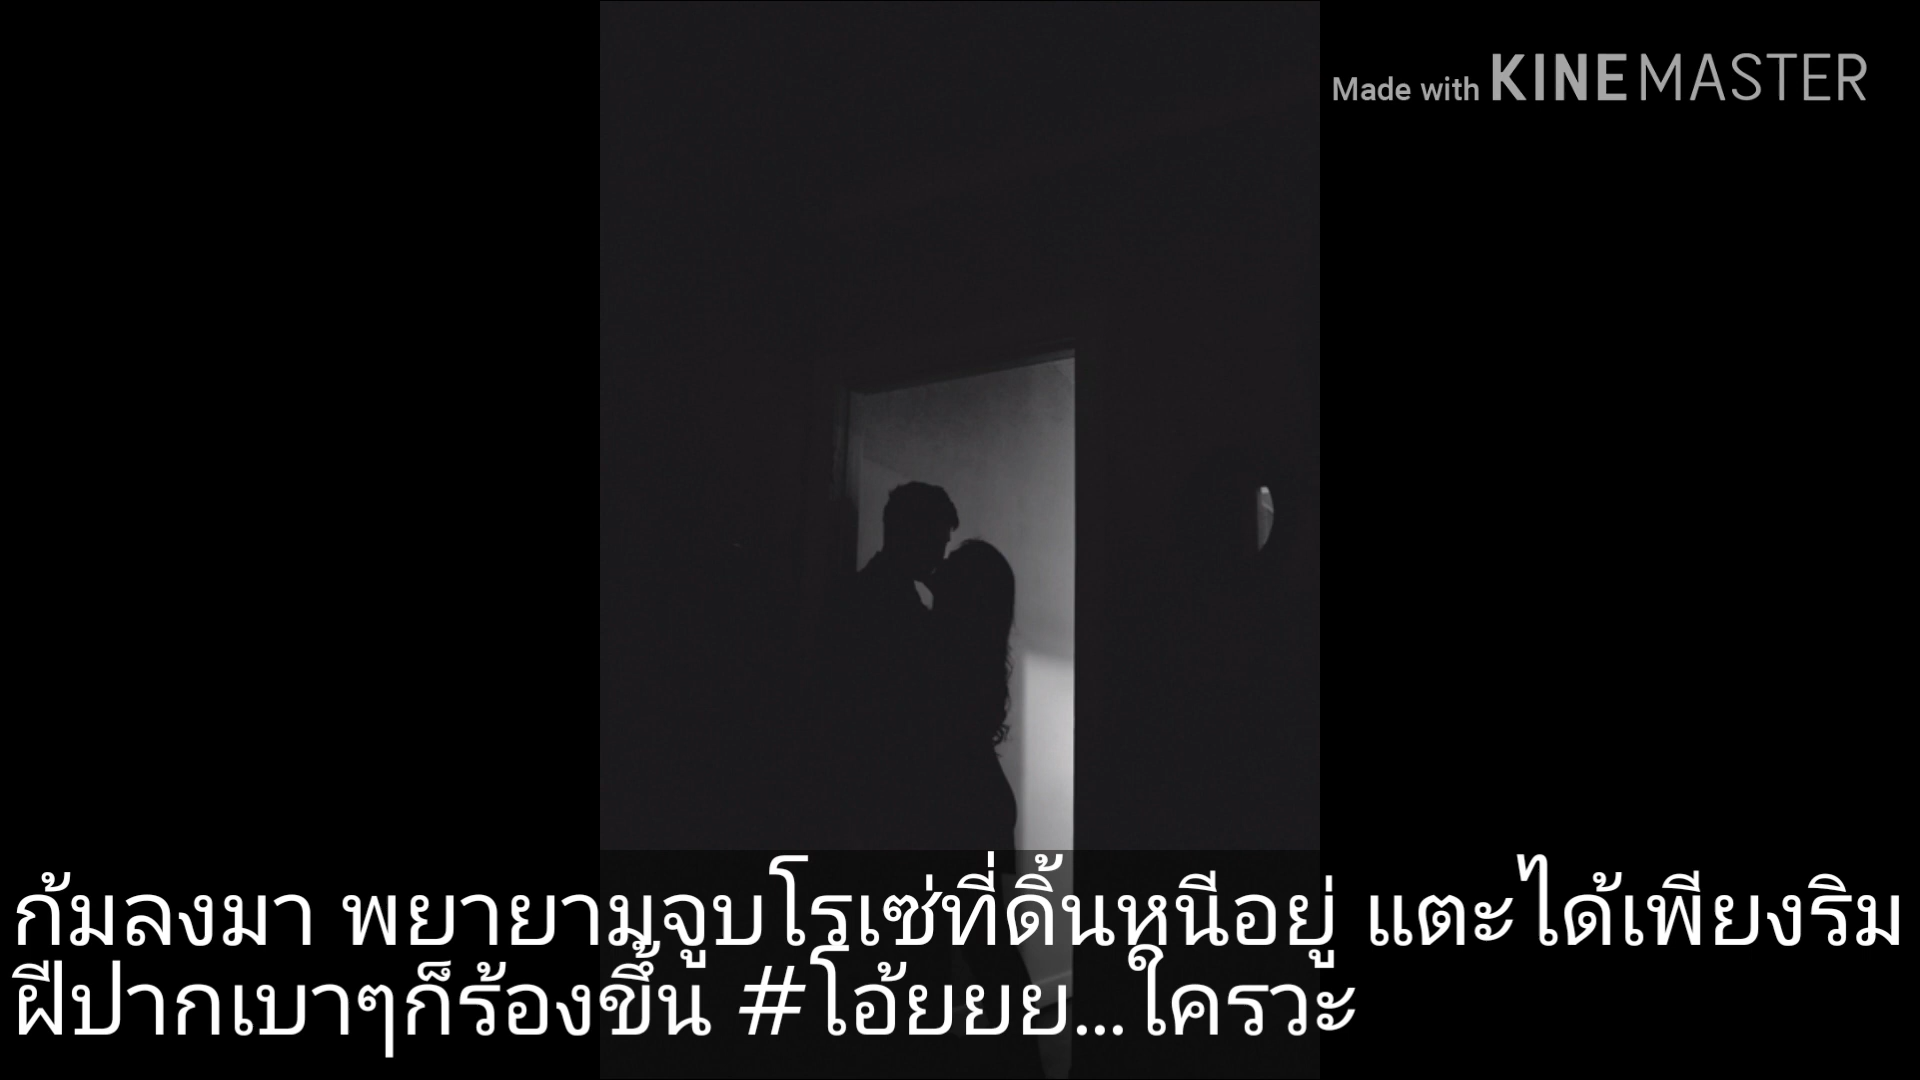 Made with KINEMASTER
ก้มลงมา พยายามจูบโรเซ่ที่ดิ้นหนีอยู่ แตะได้เพียงริม
ฝีปากเบาๆก็ร้องขึ้น #โอ้ยยย...ใครวะ